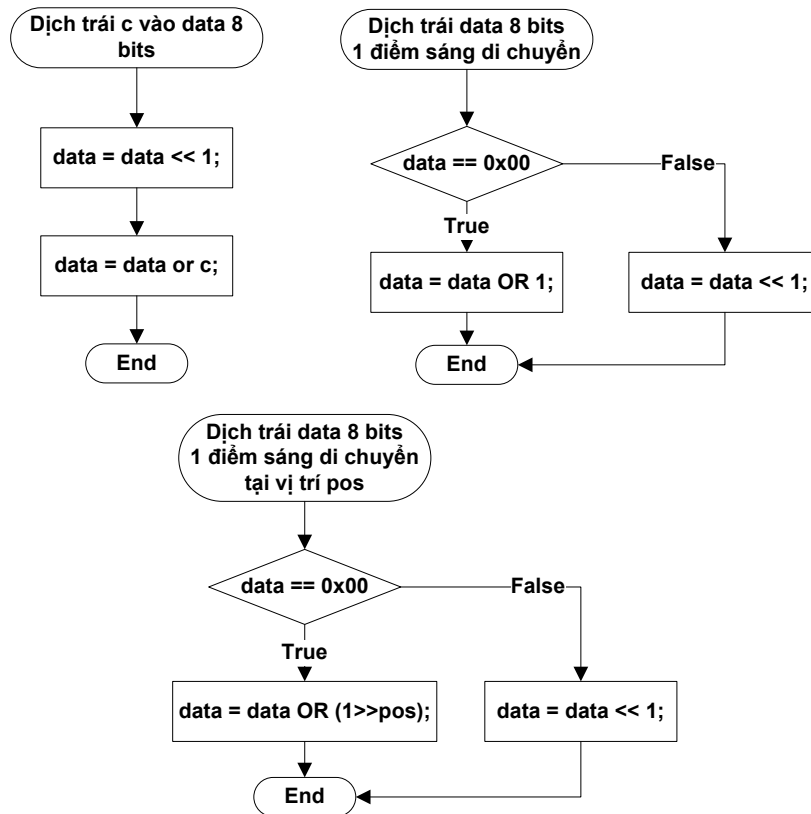 Dịch trái c vào data 8
bits
data = data << 1;
data = data or c;
End
Dịch trái data 8 bits
1 điểm sáng di chuyển
data == 0x00
False
True
data = data OR 1;
data = data << 1;
End
Dịch trái data 8 bits
1 điểm sáng di chuyển
tại vị trí pos
data == 0x00
False
True
data = data OR (1>>pos);
data = data << 1;
End